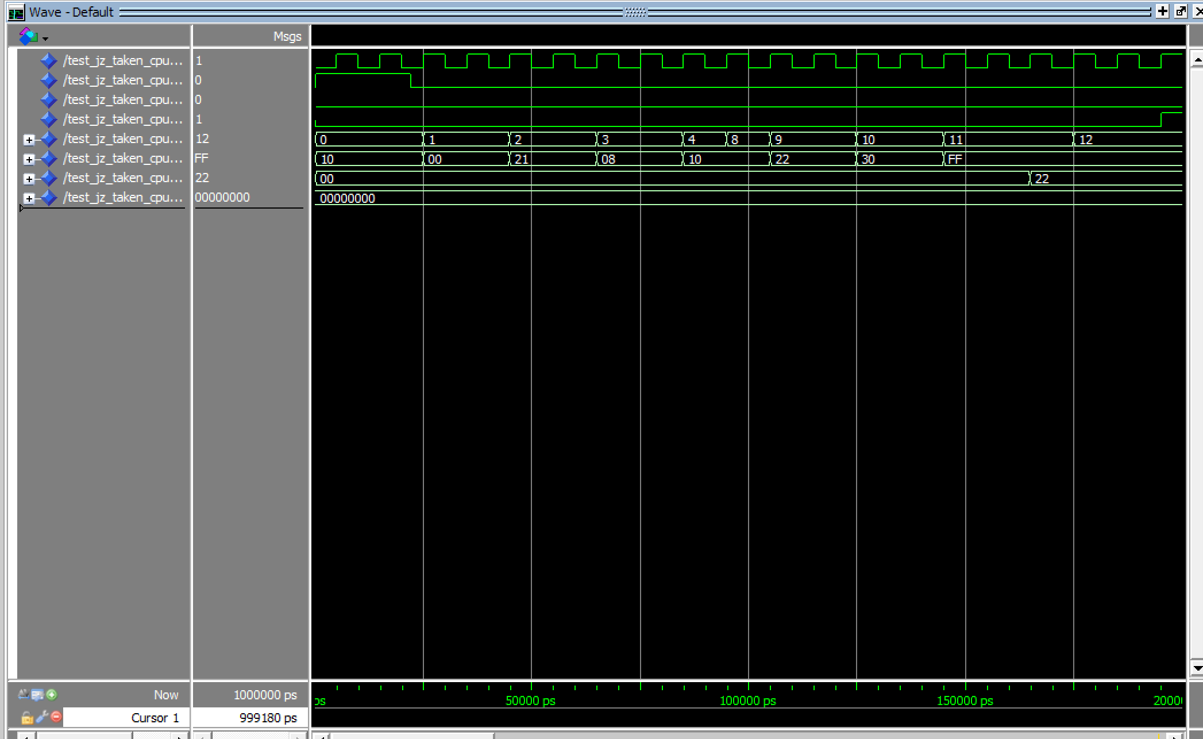 Wave - Default
Msgs
/test_jz_taken_cpu... 1
/test_jz_taken_cpu... 0
/test_jz_taken_cpu... 0
/test_jz_taken_cpu... 1
/test_jz_taken_cpu... 12 0 1 2 3 4 8 9 10 11 12
/test_jz_taken_cpu... FF 10 00 21 08 10 22 30 FF
/test_jz_taken_cpu... 22 00 22
/test_jz_taken_cpu... 00000000 00000000
Now 1000000 ps ps 50000 ps 100000 ps 150000 ps 20000
Cursor 1 999180 ps